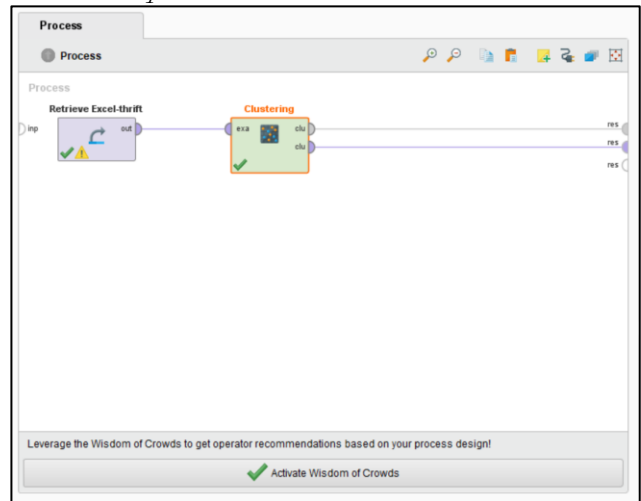 Process
Process
Process
Retrieve Excel-thrift
Clustering
inp
out
exa
clu
res
clu
res
res
Leverage the Wisdom of Crowds to get operator recommendations based on your process design!
Activate Wisdom of Crowds